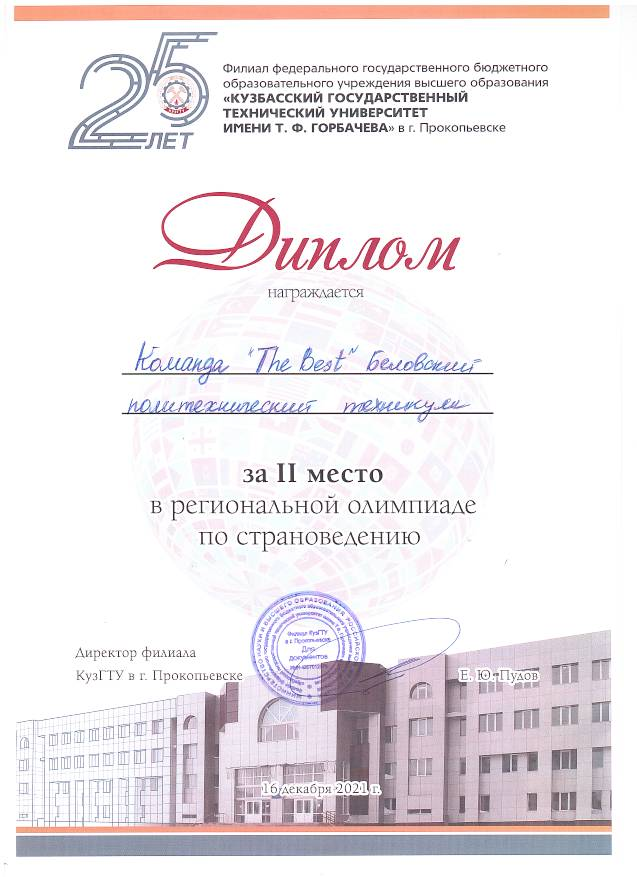 25 ЛЕТ
Филиал федерального государственного бюджетного
образовательного учреждения высшего образования
«КУЗБАССКИЙ ГОСУДАРСТВЕННЫЙ
ТЕХНИЧЕСКИЙ УНИВЕРСИТЕТ
ИМЕНИ Т. Ф. ГОРБАЧЕВА» в г. Прокопьевске
Диплом
награждается
Команда "The Best" Беловский
политехнический техникум
за II место
в региональной олимпиаде
по страноведению
Филиал КузГТУ
в г. Прокопьевске
Для
документов
Директор филиала
КузГТУ в г. Прокопьевске
Е. Ю. Пудов
16 декабря 2021 г.